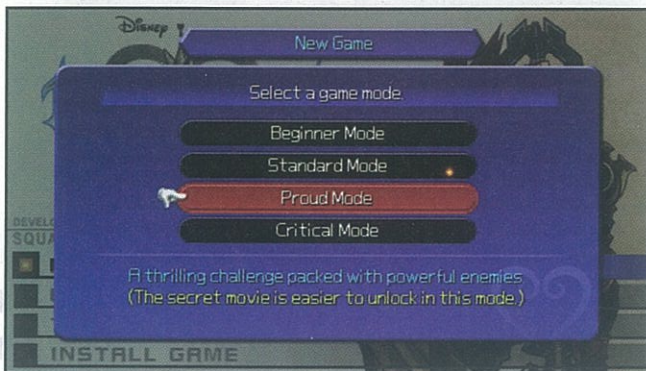 Disney
New Game
Select a game mode.
Beginner Mode
Standard Mode
Proud Mode
Critical Mode
A thrilling challenge packed with powerful enemies
(The secret movie is easier to unlock in this mode.)
INSTALL GAME